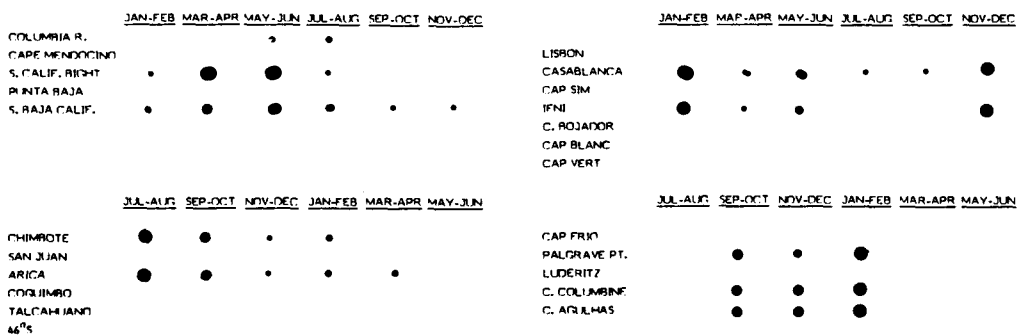 JAN-FEB MAR-APR MAY-JUN JUL-AUG SEP-OCT NOV-DEC
COLUMBIA R.
CAPE MENDOCINO
S. CALIF. BIGHT
PUNTA BAJA
S. BAJA CALIF.
JAN-FEB MAR-APR MAY-JUN JUL-AUG SEP-OCT NOV-DEC
LISBON
CASABLANCA
CAP SIM
IFNI
C. BOJADOR
CAP BLANC
CAP VERT
JUL-AUG SEP-OCT NOV-DEC JAN-FEB MAR-APR MAY-JUN
CHIMBOTE
SAN JUAN
ARICA
COQUIMBO
TALCAHUANO
46°S
JUL-AUG SEP-OCT NOV-DEC JAN-FEB MAR-APR MAY-JUN
CAP FRIO
PALGRAVE PT.
LUDERITZ
C. COLUMBINE
C. AGULHAS